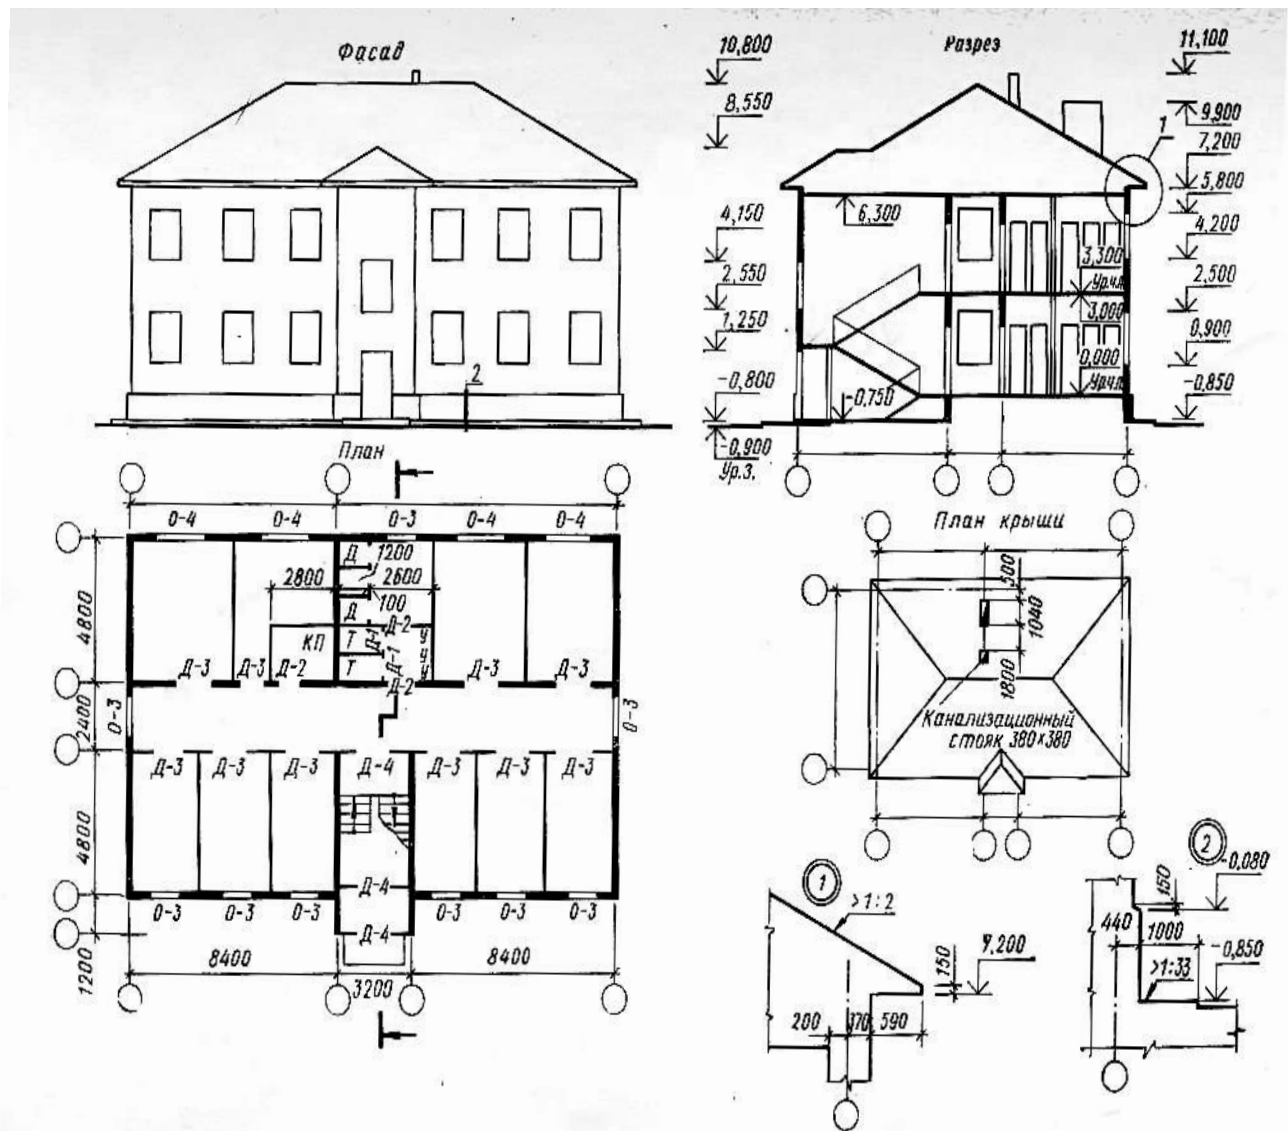 Фасад
Разрез
10,800
8,550
4,150
2,550
1,250
-0,800
-0,900
Ур.З.
11,100
9,900
7,200
5,800
4,200
2,500
0,900
-0,850
1
6,300
3,300
Ур.ч.п.
3,000
0,000
Ур.ч.п.
-0,750
2
План
О-4
О-4
О-3
О-4
О-4
Д
1200
2800
2600
100
Д
Д-2
КП
Т
Д-1
У
У
Т
Д-1
У
Д-3
Д-3
Д-2
Д-2
Д-3
Д-3
О-3
О-3
Д-3
Д-3
Д-3
Д-4
Д-3
Д-3
Д-3
Д-4
Д-4
О-3
О-3
О-3
О-3
О-3
О-3
4800
2400
4800
1200
8400
3200
8400
План крыши
500
1040
1800
Канализационный
стояк 380×380
1
>1:2
150
7,200
200
170
590
2
-0,080
150
440
1000
-0,850
>1:33